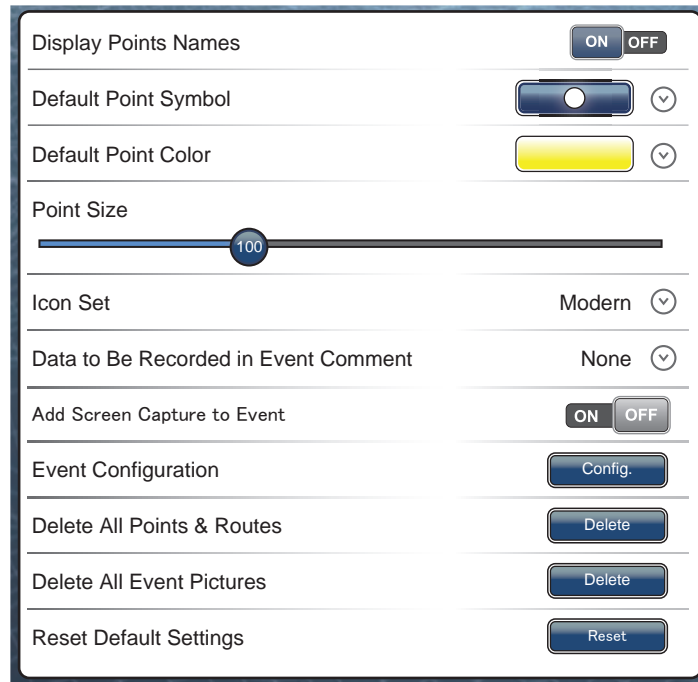 Display Points Names ON OFF
Default Point Symbol
Default Point Color
Point Size
100
Icon Set Modern
Data to Be Recorded in Event Comment None
Add Screen Capture to Event ON OFF
Event Configuration Config.
Delete All Points & Routes Delete
Delete All Event Pictures Delete
Reset Default Settings Reset